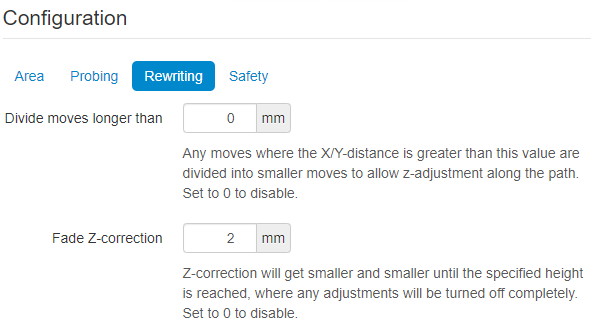 Configuration
Area Probing Rewriting Safety
Divide moves longer than 0 mm
Any moves where the X/Y-distance is greater than this value are
divided into smaller moves to allow z-adjustment along the path.
Set to 0 to disable.
Fade Z-correction 2 mm
Z-correction will get smaller and smaller until the specified height
is reached, where any adjustments will be turned off completely.
Set to 0 to disable.